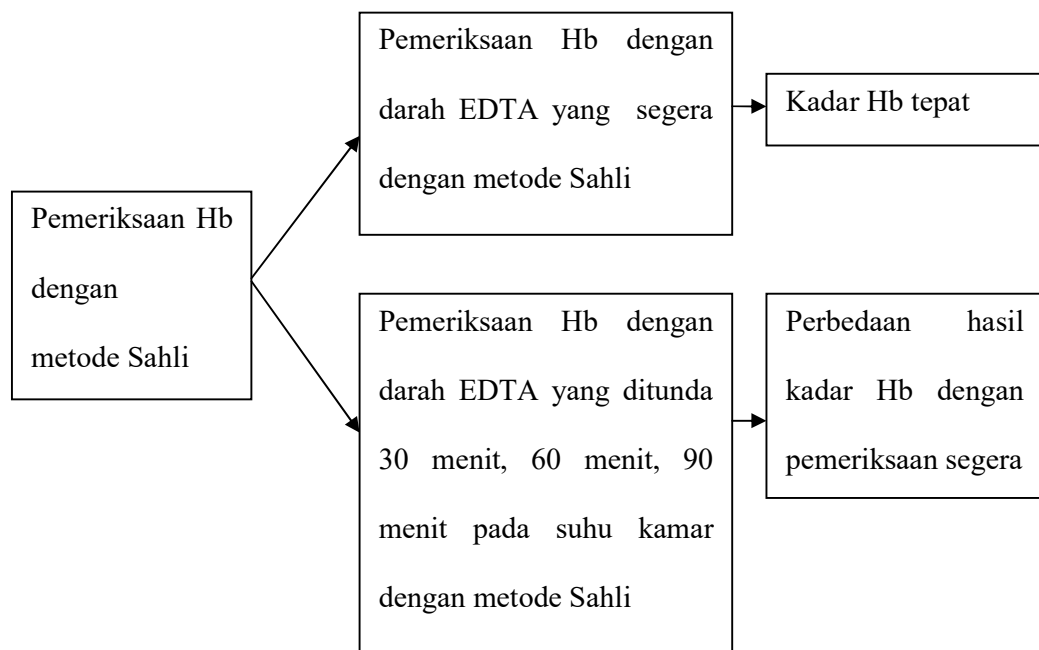 Pemeriksaan Hb
dengan
metode Sahli
Pemeriksaan Hb dengan
darah EDTA yang segera
dengan metode Sahli
Kadar Hb tepat
Pemeriksaan Hb dengan
darah EDTA yang ditunda
30 menit, 60 menit, 90
menit pada suhu kamar
dengan metode Sahli
Perbedaan hasil
kadar Hb dengan
pemeriksaan segera